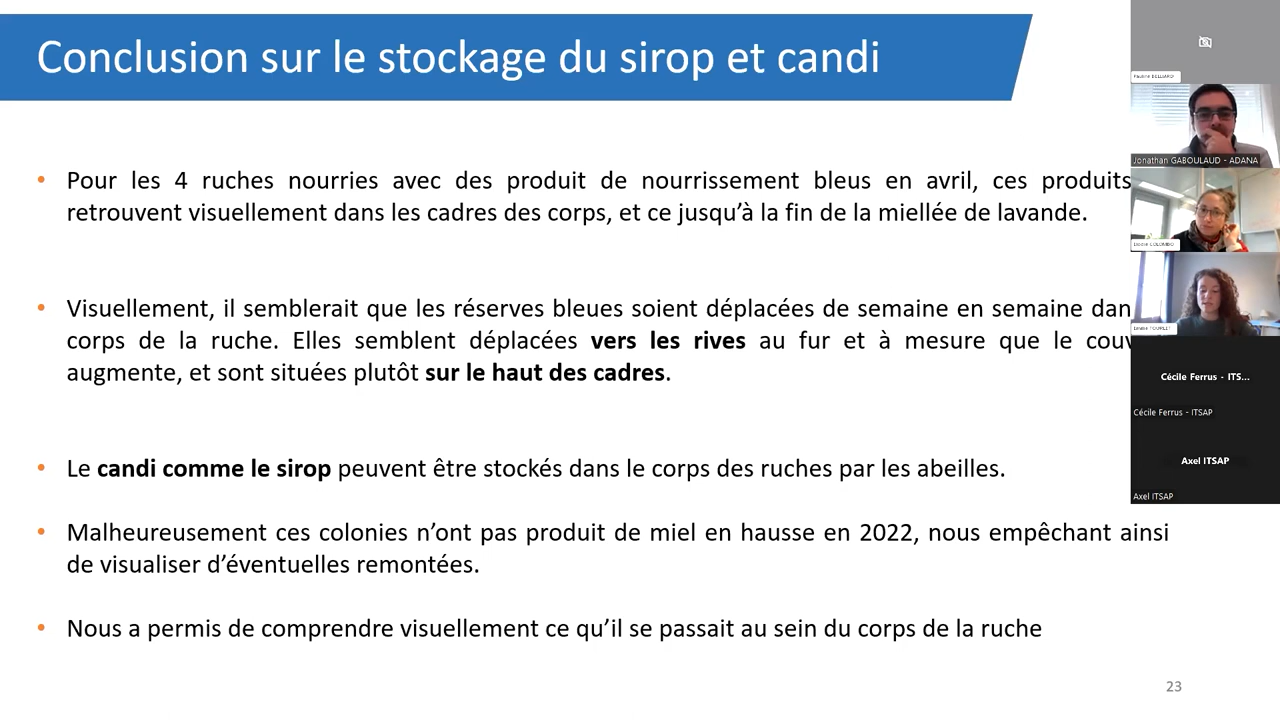 Conclusion sur le stockage du sirop et candi
Pour les 4 ruches nourries avec des produit de nourrissement bleus en avril, ces produits
retrouvent visuellement dans les cadres des corps, et ce jusqu'à la fin de la miellée de lavande.
Visuellement, il semblerait que les réserves bleues soient déplacées de semaine en semaine dan
corps de la ruche. Elles semblent déplacées vers les rives au fur et à mesure que le couv
augmente, et sont situées plutôt sur le haut des cadres.
Le candi comme le sirop peuvent être stockés dans le corps des ruches par les abeilles.
Malheureusement ces colonies n'ont pas produit de miel en hausse en 2022, nous empêchant ainsi
de visualiser d'éventuelles remontées.
Nous a permis de comprendre visuellement ce qu'il se passait au sein du corps de la ruche
23
Jonathan GABOULAUD - ADANA
Cécile Ferrus - ITS...
Cécile Ferrus - ITSAP
Axel ITSAP
Axel ITSAP